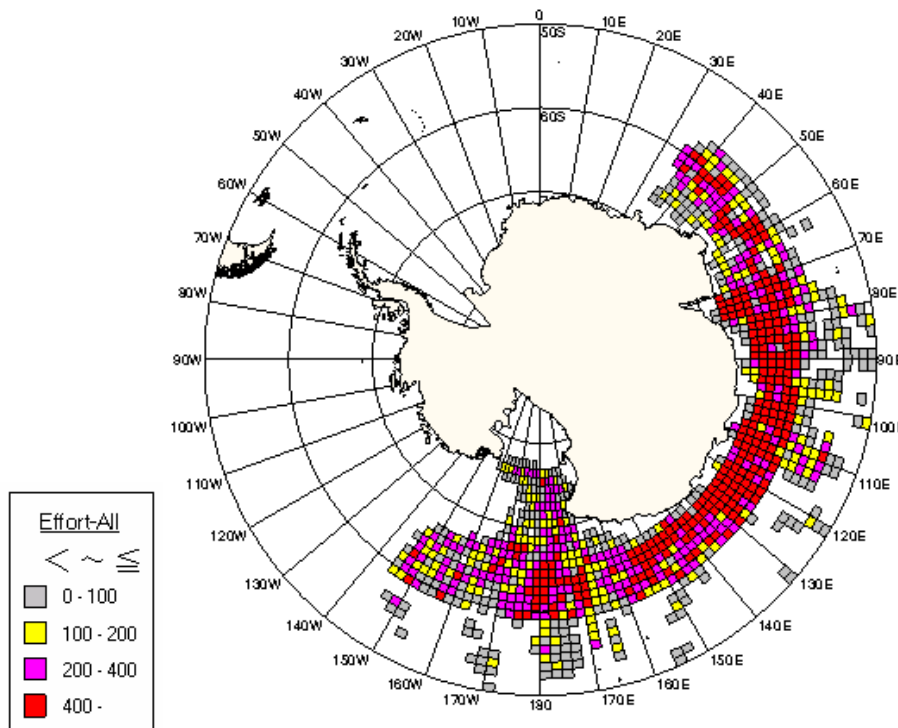 0
10W
10E
20W
20E
30W
30E
40W
40E
50W
50E
60W
60E
70W
70E
80W
80E
90W
90E
100W
100E
110W
110E
120W
120E
130W
130E
140W
140E
150W
150E
160W
160E
170W
170E
180
50S
60S
Effort-All
< ~ ≦
0 - 100
100 - 200
200 - 400
400 -